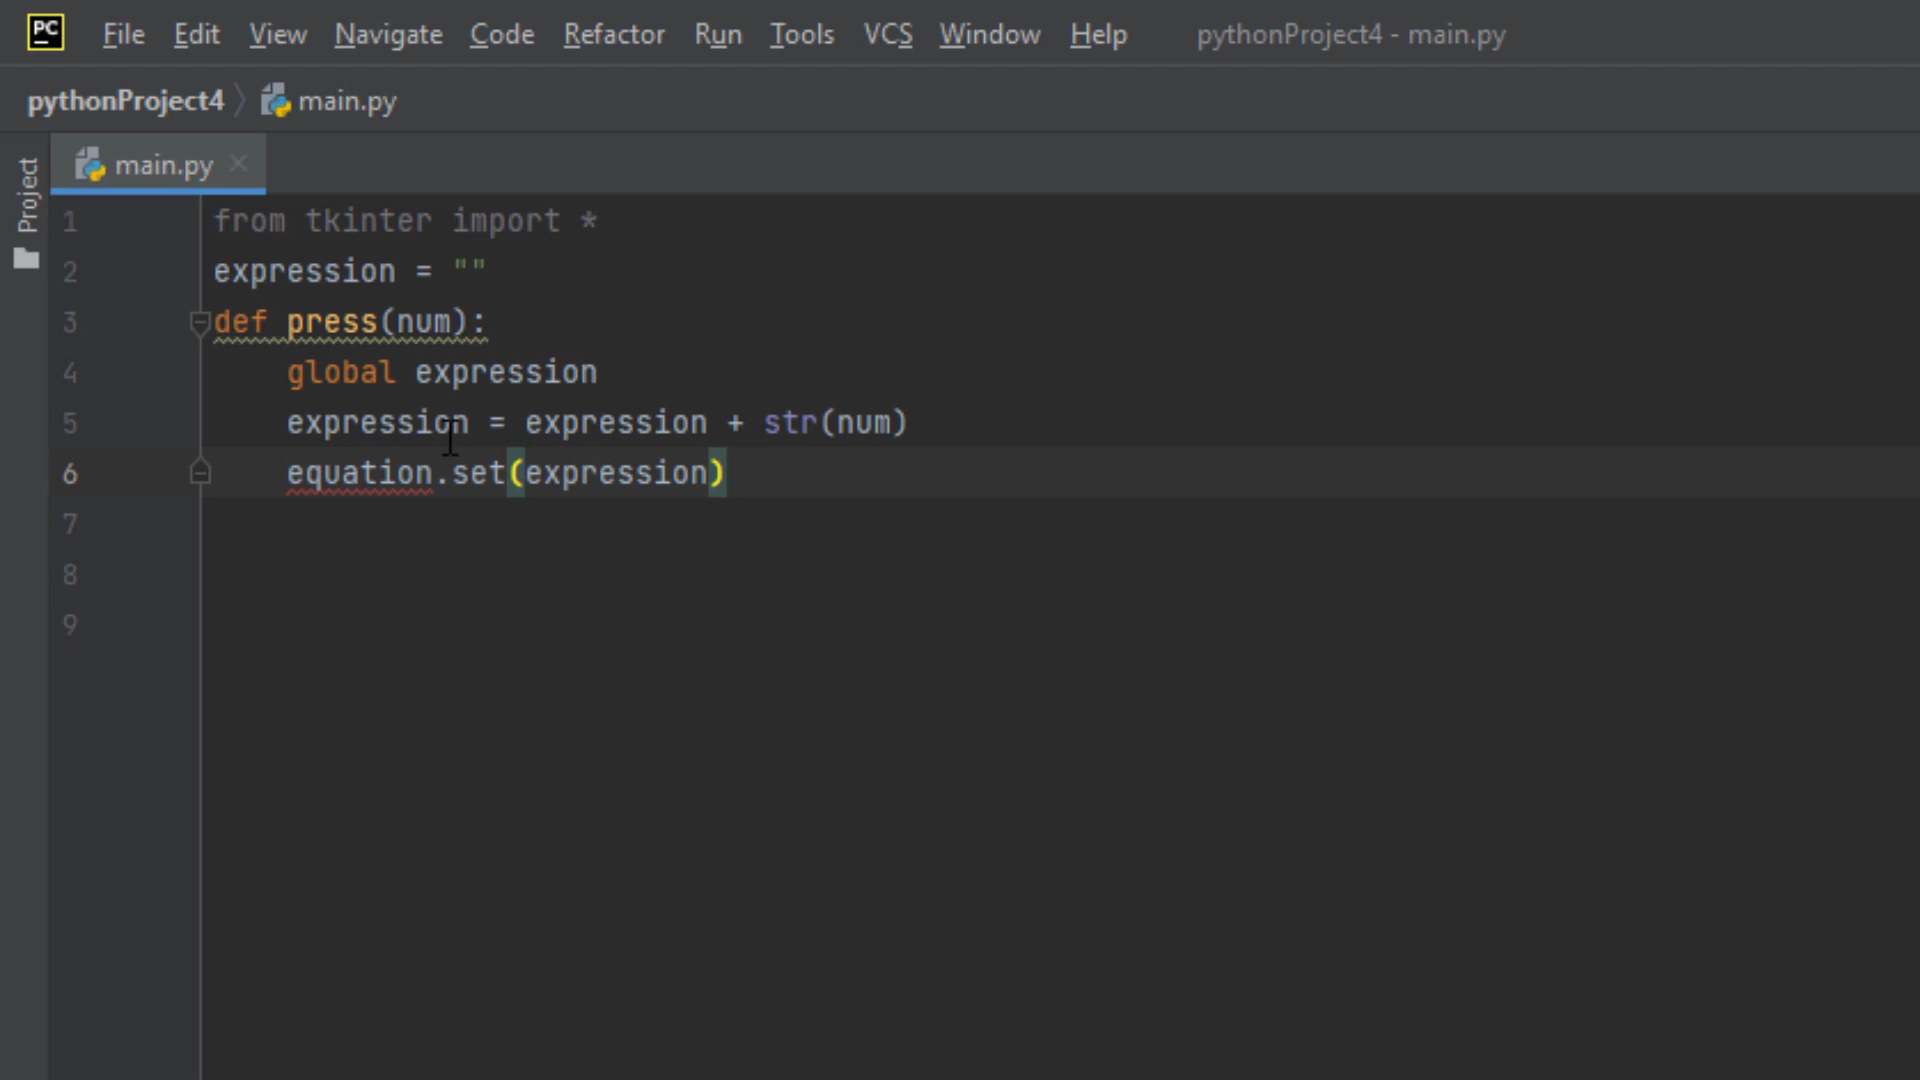 PC File Edit View Navigate Code Refactor Run Tools VCS Window Help pythonProject4 - main.py
pythonProject4 main.py
Project
main.py
1 from tkinter import *
2 expression = ""
3 def press(num):
4     global expression
5     expression = expression + str(num)
6     equation.set(expression)
7
8
9